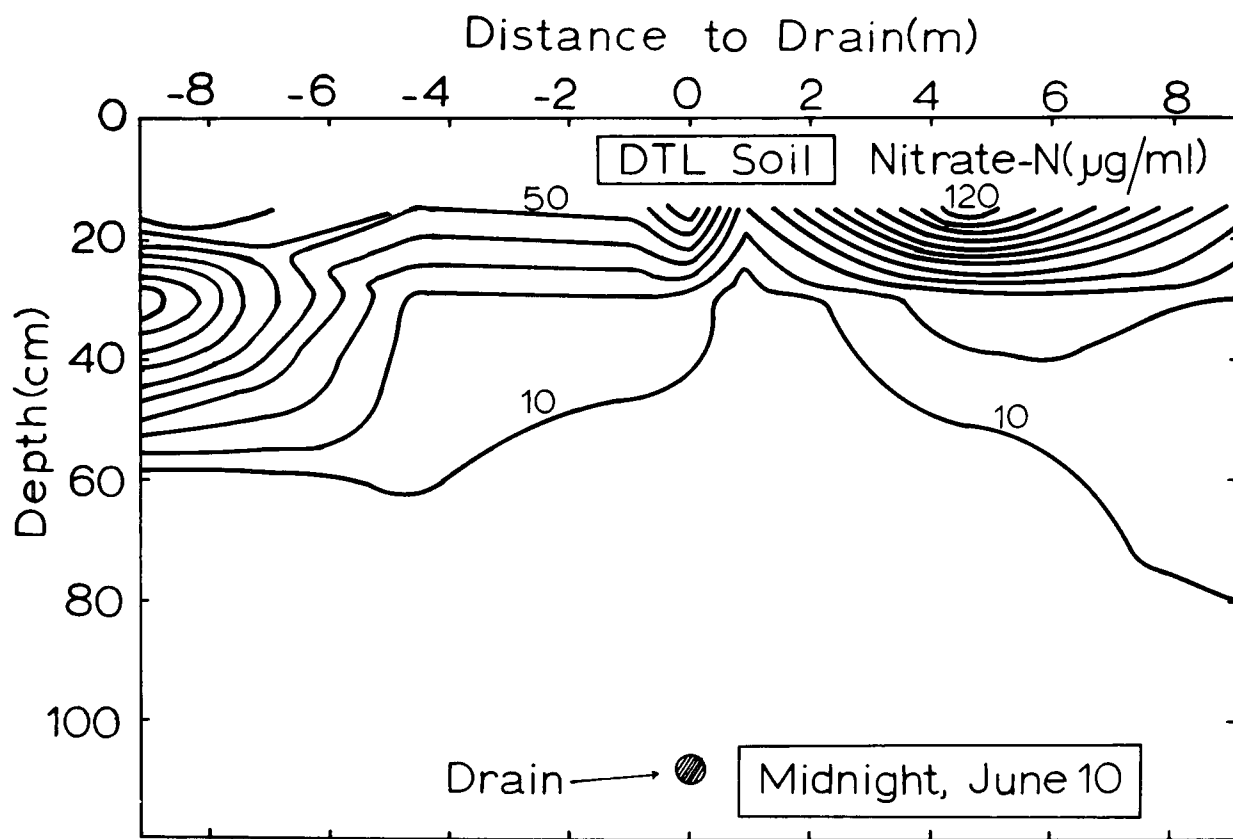 Distance to Drain(m)
-8 -6 -4 -2 0 2 4 6 8
0
DTL Soil Nitrate-N(µg/ml)
50 120
20
40
10 10
60
80
100
Depth(cm)
Drain
Midnight, June 10